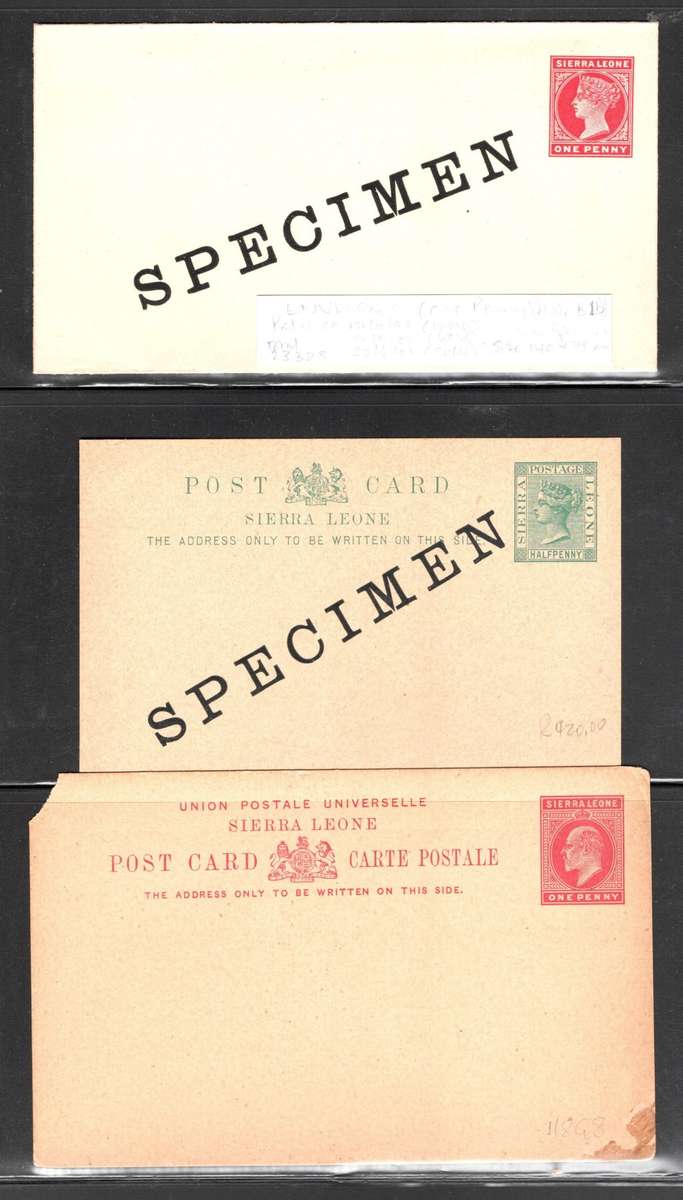 SIERRA LEONE
ONE PENNY
SPECIMEN
POST CARD
SIERRA LEONE
THE ADDRESS ONLY TO BE WRITTEN ON THIS SIDE.
SIERRA POSTAGE LEONE
HALFPENNY
SPECIMEN
UNION POSTALE UNIVERSELLE
SIERRA LEONE
POST CARD CARTE POSTALE
THE ADDRESS ONLY TO BE WRITTEN ON THIS SIDE.
SIERRA LEONE
ONE PENNY